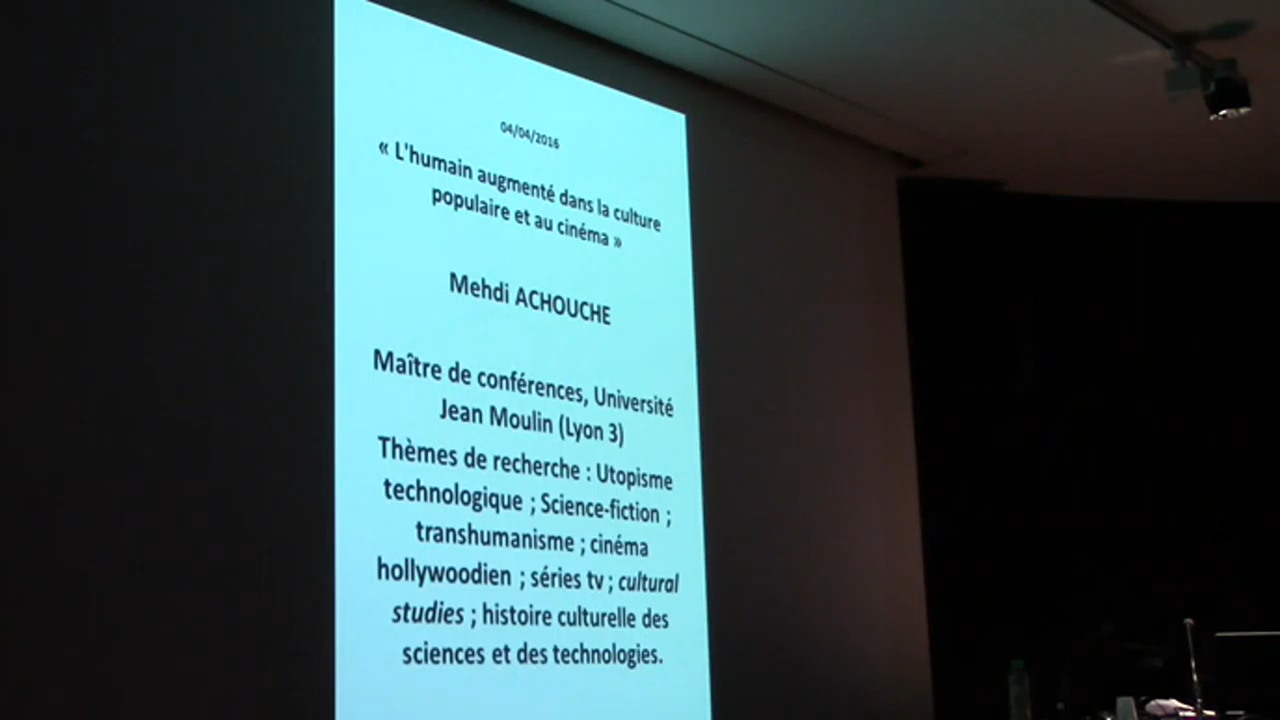 04/04/2016
« L'humain augmenté dans la culture
populaire et au cinéma »
Mehdi ACHOUCHE
Maître de conférences, Université
Jean Moulin (Lyon 3)
Thèmes de recherche : Utopisme
technologique ; Science-fiction ;
transhumanisme ; cinéma
hollywoodien ; séries tv ; cultural
studies ; histoire culturelle des
sciences et des technologies.